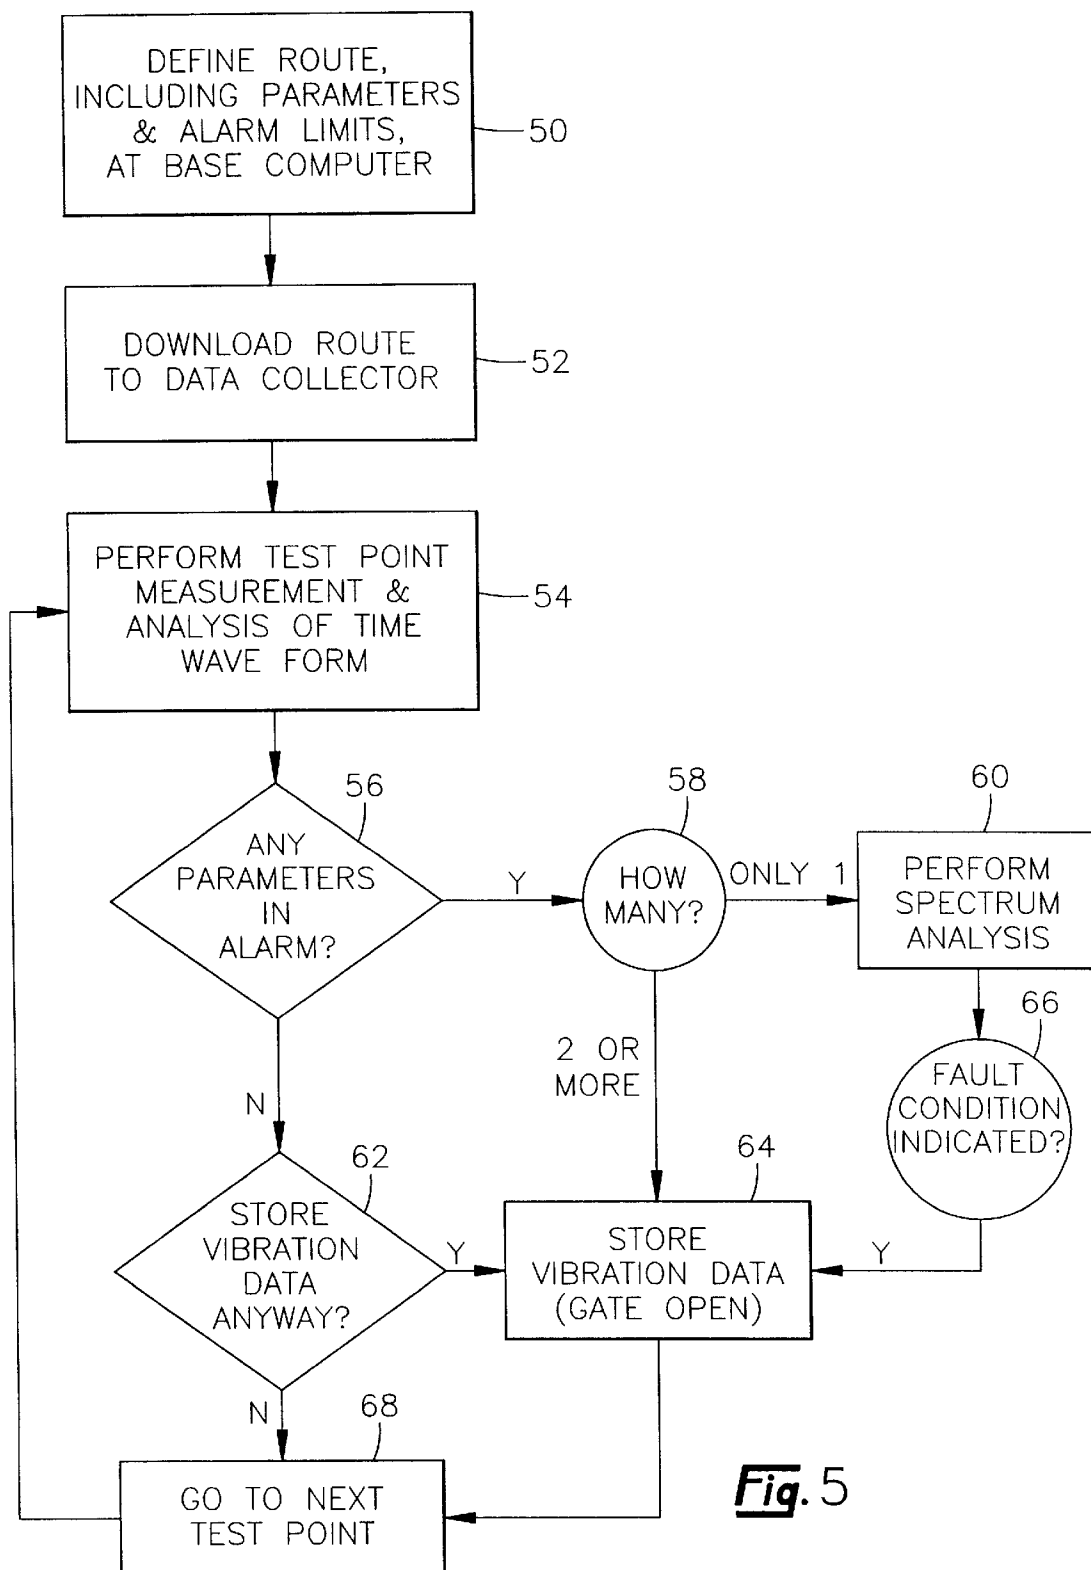 DEFINE ROUTE,
INCLUDING PARAMETERS
& ALARM LIMITS,
AT BASE COMPUTER
50
DOWNLOAD ROUTE
TO DATA COLLECTOR
52
PERFORM TEST POINT
MEASUREMENT &
ANALYSIS OF TIME
WAVE FORM
54
56
ANY
PARAMETERS
IN
ALARM?
Y
58
HOW
MANY?
ONLY 1
60
PERFORM
SPECTRUM
ANALYSIS
N
2 OR
MORE
66
FAULT
CONDITION
INDICATED?
62
STORE
VIBRATION
DATA
ANYWAY?
Y
64
STORE
VIBRATION DATA
(GATE OPEN)
Y
N
68
GO TO NEXT
TEST POINT
Fig. 5